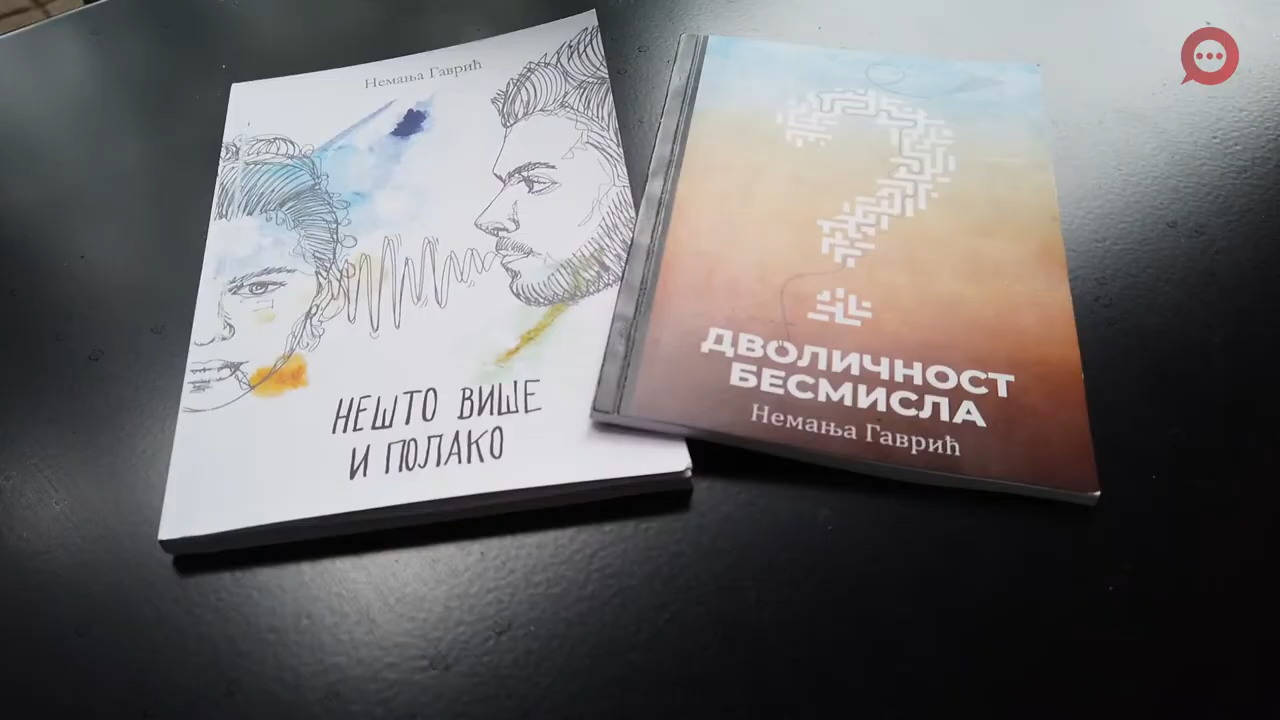 Немања Гаврић
НЕШТО ВИШЕ
И ПОЛАКО
ДВОЛИЧНОСТ
БЕСМИСЛА
Немања Гаврић